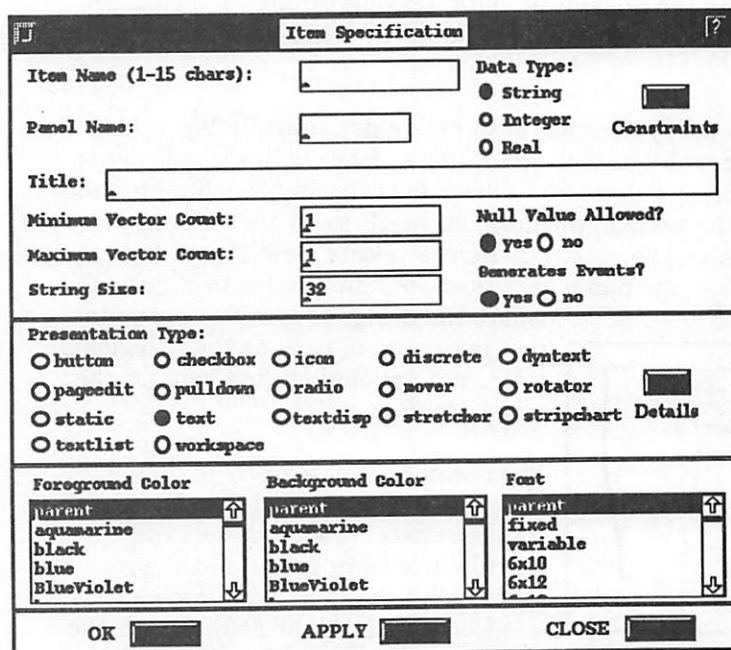 Item Specification ?
Item Name (1-15 chars):
Data Type:
String
Integer
Real
Constraints
Panel Name:
Title:
Minimum Vector Count: 1
Null Value Allowed?
yes no
Maximum Vector Count: 1
Generates Events?
yes no
String Size: 32
Presentation Type:
button checkbox icon discrete dyntext
pageedit pulldown radio mover rotator
static text textdisp stretcher stripchart
textlist workspace
Details
Foreground Color
parent
aquamarine
black
blue
BlueViolet
Background Color
parent
aquamarine
black
blue
BlueViolet
Font
parent
fixed
variable
6x10
6x12
OK APPLY CLOSE